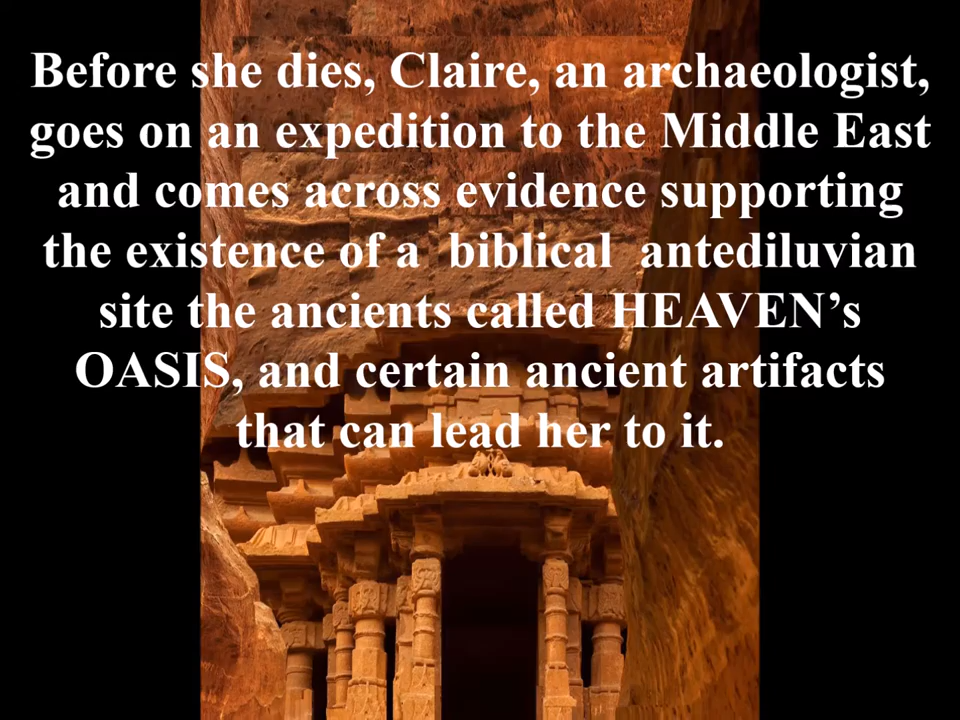 Before she dies, Claire, an archaeologist,
goes on an expedition to the Middle East
and comes across evidence supporting
the existence of a  biblical  antediluvian
site the ancients called HEAVEN’s
OASIS, and certain ancient artifacts
that can lead her to it.